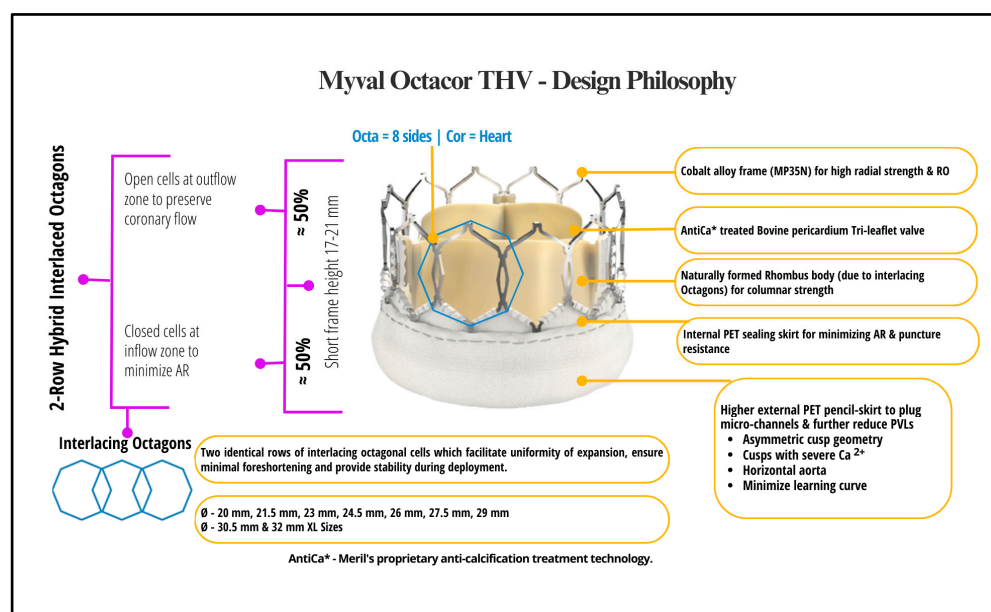 Myval Octacor THV - Design Philosophy
Octa = 8 sides | Cor = Heart
2-Row Hybrid Interlaced Octagons
Open cells at outflow
zone to preserve
coronary flow
Closed cells at
inflow zone to
minimize AR
≈ 50%
≈ 50%
Short frame height 17-21 mm
Cobalt alloy frame (MP35N) for high radial strength & RO
AntiCa* treated Bovine pericardium Tri-leaflet valve
Naturally formed Rhombus body (due to interlacing
Octagons) for columnar strength
Internal PET sealing skirt for minimizing AR & puncture
resistance
Higher external PET pencil-skirt to plug
micro-channels & further reduce PVLs
• Asymmetric cusp geometry
• Cusps with severe Ca 2+
• Horizontal aorta
• Minimize learning curve
Interlacing Octagons
Two identical rows of interlacing octagonal cells which facilitate uniformity of expansion, ensure
minimal foreshortening and provide stability during deployment.
Ø - 20 mm, 21.5 mm, 23 mm, 24.5 mm, 26 mm, 27.5 mm, 29 mm
Ø - 30.5 mm & 32 mm XL Sizes
AntiCa* - Meril's proprietary anti-calcification treatment technology.